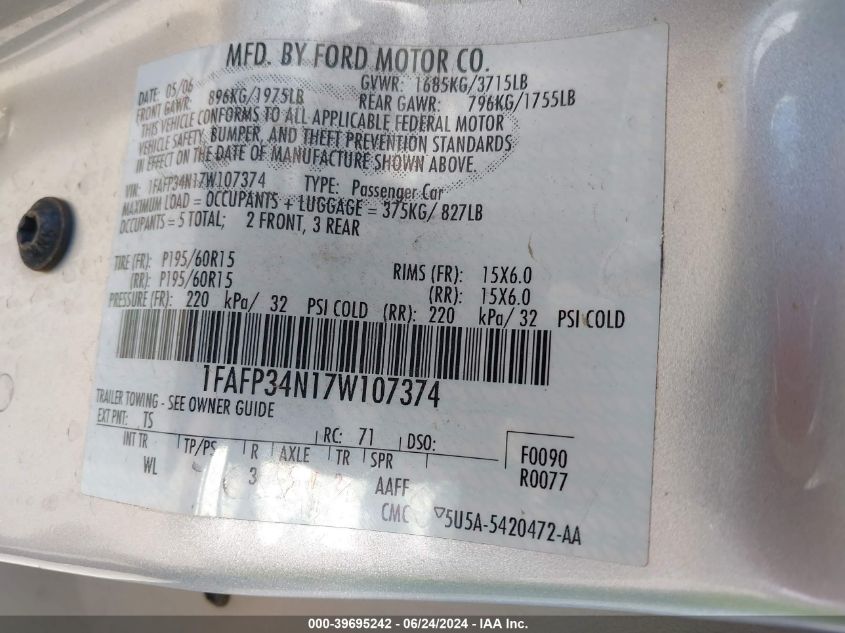 MFD. BY FORD MOTOR CO.
DATE: 05/06 GVWR: 1685KG/3715LB
FRONT GAWR: 896KG/1975LB REAR GAWR: 796KG/1755LB
THIS VEHICLE CONFORMS TO ALL APPLICABLE FEDERAL MOTOR
VEHICLE SAFETY, BUMPER, AND THEFT PREVENTION STANDARDS
IN EFFECT ON THE DATE OF MANUFACTURE SHOWN ABOVE.
VIN: 1FAFP34N17W107374 TYPE: Passenger Car
MAXIMUM LOAD = OCCUPANTS + LUGGAGE = 375KG/ 827LB
OCCUPANTS = 5 TOTAL; 2 FRONT, 3 REAR
TIRE (FR): P195/60R15 RIMS (FR): 15X6.0
(RR): P195/60R15 (RR): 15X6.0
PRESSURE (FR): 220 kPa/ 32 PSI COLD (RR): 220 kPa/ 32 PSI COLD
1FAFP34N17W107374
TRAILER TOWING - SEE OWNER GUIDE
EXT PNT: TS RC: 71 DSO:
INT TR TP/PS R AXLE TR SPR F0090
WL 3 2 AAFF R0077
CMC ▽5U5A-5420472-AA
000-39695242 - 06/24/2024 - IAA Inc.